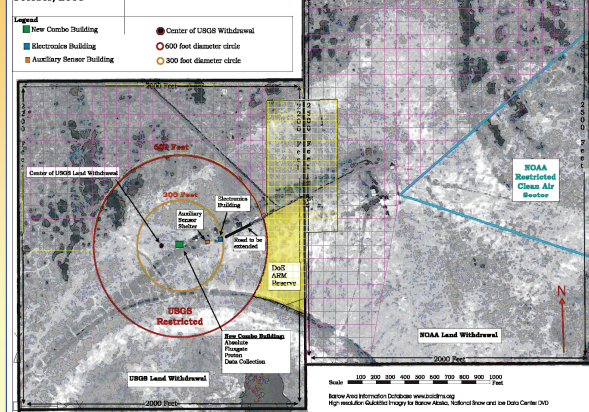 Legend
New Combo Building
Center of USGS Withdrawal
Electronics Building
600 foot diameter circle
Auxiliary Sensor Building
300 foot diameter circle
2000 Feet
2500 Feet
600 Feet
Center of USGS Land Withdrawal
300 Feet
Electronics
Building
Auxiliary
Sensor
Shelter
Road to be
extended
NOAA
Restricted
Clean Air
Sector
DoE
ARM
Reserve
USGS
Restricted
N
New Combo Building:
Absolute
Fluxgate
Proton
Data Collection
NOAA Land Withdrawal
USGS Land Withdrawal
2000 Feet
2000 Feet
Scale 100 200 300 400 500 600 700 800 900 1000
Feet
Barrow Area Information Database www.baidims.org
High resolution Quickbird Imagery for Barrow Alaska, National Snow and Ice Data Center DVD